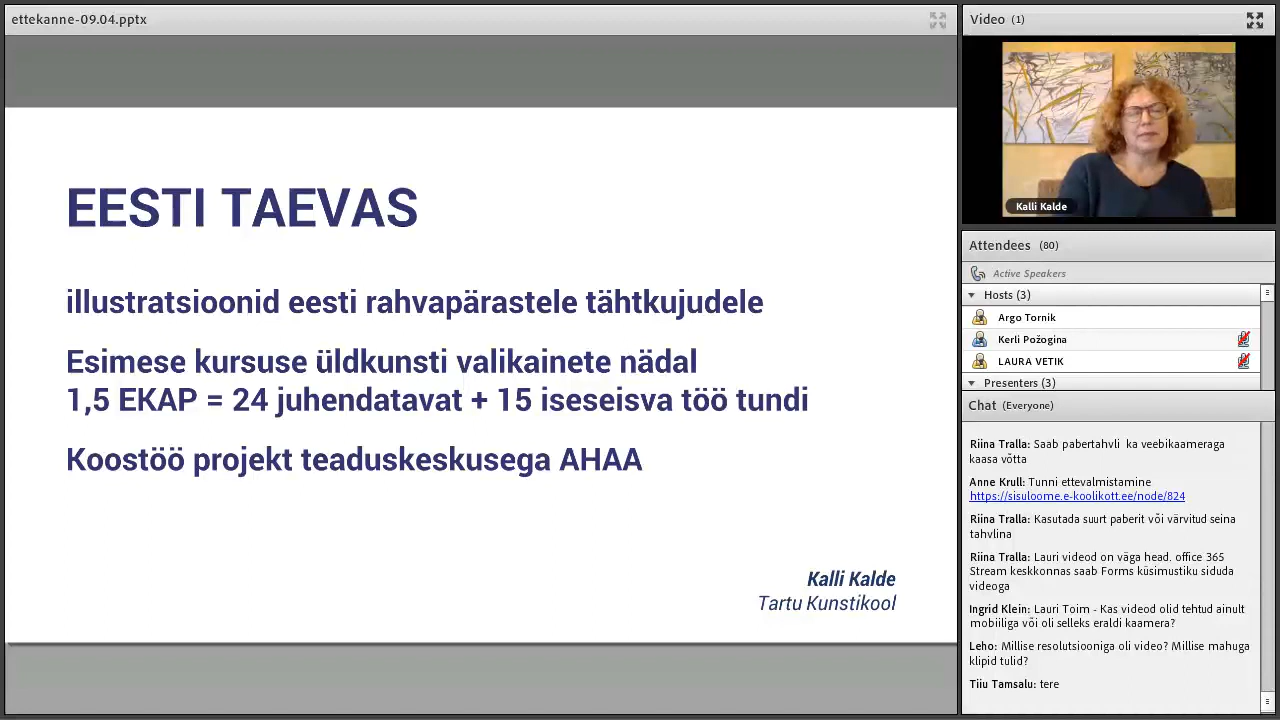 ettekanne-09.04.pptx
EESTI TAEVAS
illustratsioonid eesti rahvapärastele tähtkujudele
Esimese kursuse üldkunsti valikainete nädal
1,5 EKAP = 24 juhendatavat + 15 iseseisva töö tundi
Koostöö projekt teaduskeskusega AHAA
Kalli Kalde
Tartu Kunstikool
Video (1)
Kalli Kalde
Attendees (80)
Active Speakers
Hosts (3)
Argo Tornik
Kerli Požogina
LAURA VETIK
Presenters (3)
Chat (Everyone)
Riina Tralla: Saab pabertahvli ka veebikaameraga
kaasa võtta
Anne Krull: Tunni ettevalmistamine
https://sisuloome.e-koolikott.ee/node/824
Riina Tralla: Kasutada suurt paberit või värvitud seina
tahvlina
Riina Tralla: Lauri videod on väga head. office 365
Stream keskkonnas saab Forms küsimustiku siduda
videoga
Ingrid Klein: Lauri Toim - Kas videod olid tehtud ainult
mobiiliga või oli selleks eraldi kaamera?
Leho: Millise resolutsiooniga oli video? Millise mahuga
klipid tulid?
Tiiu Tamsalu: tere